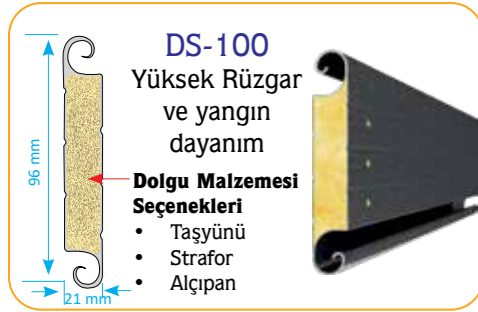 DS-100
Yüksek Rüzgar
ve yangın
dayanım
96 mm
Dolgu Malzemesi
Seçenekleri
• Taşyünü
• Strafor
• Alçıpan
21 mm